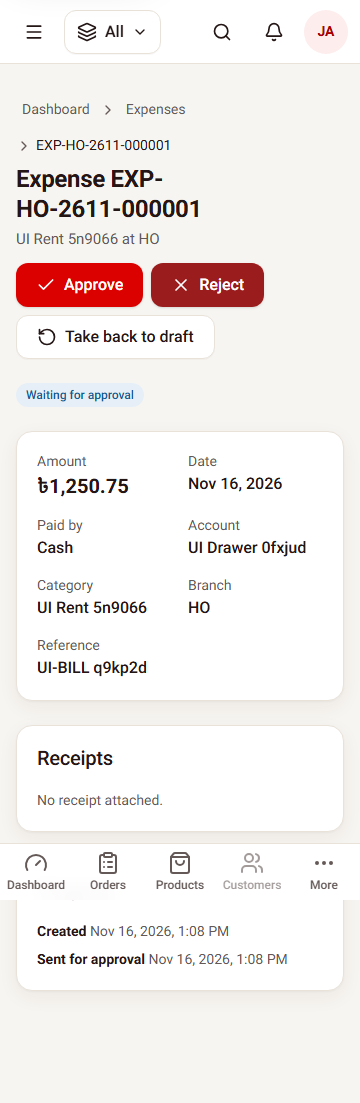 All
JA
Dashboard > Expenses
> EXP-HO-2611-000001
Expense EXP-
HO-2611-000001
UI Rent 5n9066 at HO
Approve
Reject
Take back to draft
Waiting for approval
Amount
৳1,250.75
Date
Nov 16, 2026
Paid by
Cash
Account
UI Drawer 0fxjud
Category
UI Rent 5n9066
Branch
HO
Reference
UI-BILL q9kp2d
Receipts
No receipt attached.
Dashboard
Orders
Products
Customers
More
Created Nov 16, 2026, 1:08 PM
Sent for approval Nov 16, 2026, 1:08 PM